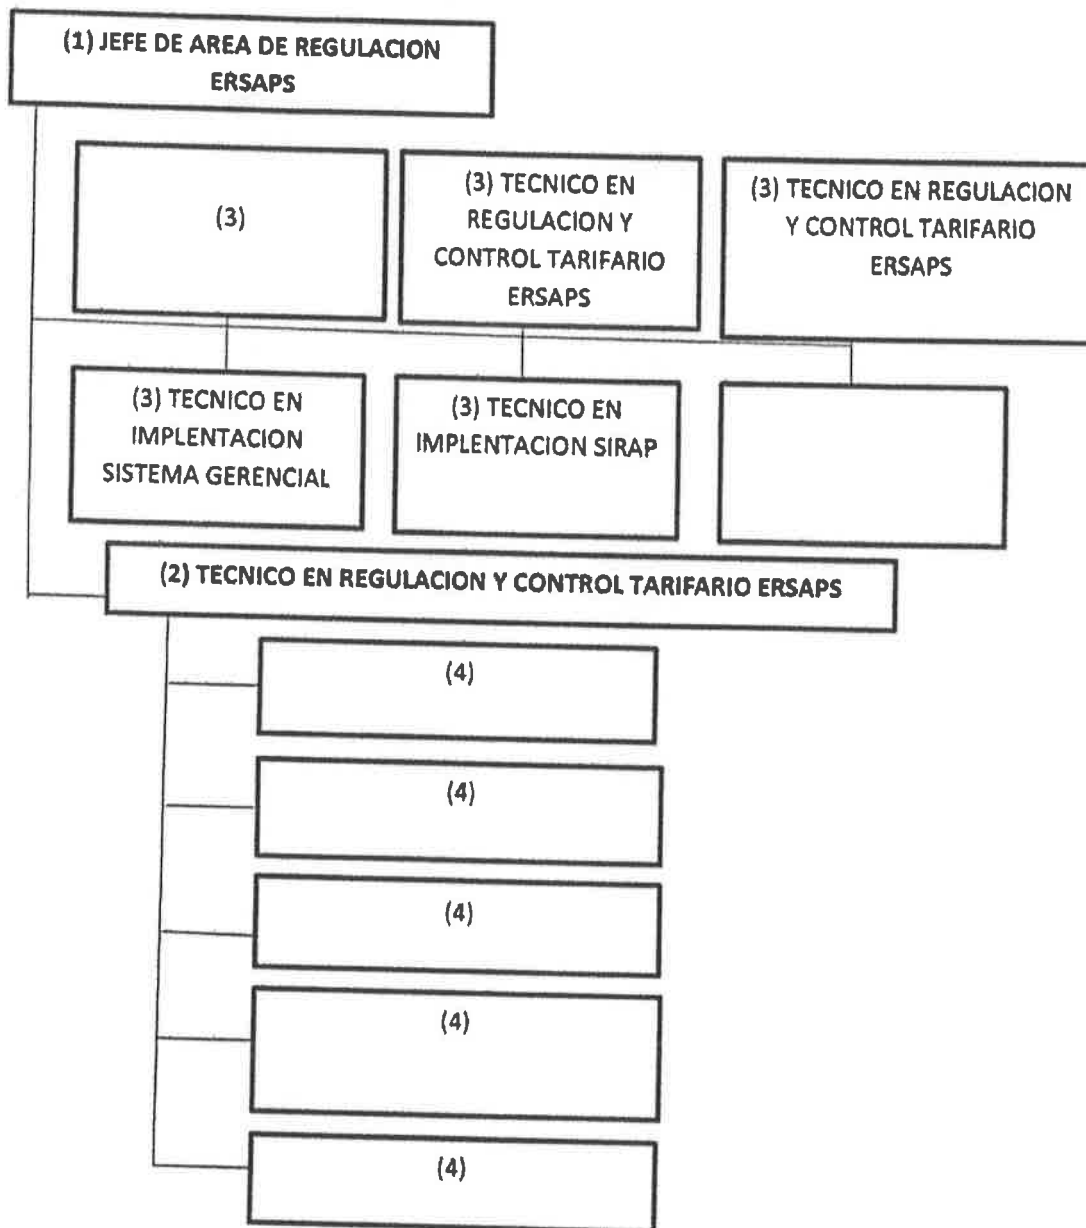 (1) JEFE DE AREA DE REGULACION
ERSAPS
(3)
(3) TECNICO EN
REGULACION Y
CONTROL TARIFARIO
ERSAPS
(3) TECNICO EN REGULACION
Y CONTROL TARIFARIO
ERSAPS
(3) TECNICO EN
IMPLENTACION
SISTEMA GERENCIAL
(3) TECNICO EN
IMPLENTACION SIRAP
(2) TECNICO EN REGULACION Y CONTROL TARIFARIO ERSAPS
(4)
(4)
(4)
(4)
(4)